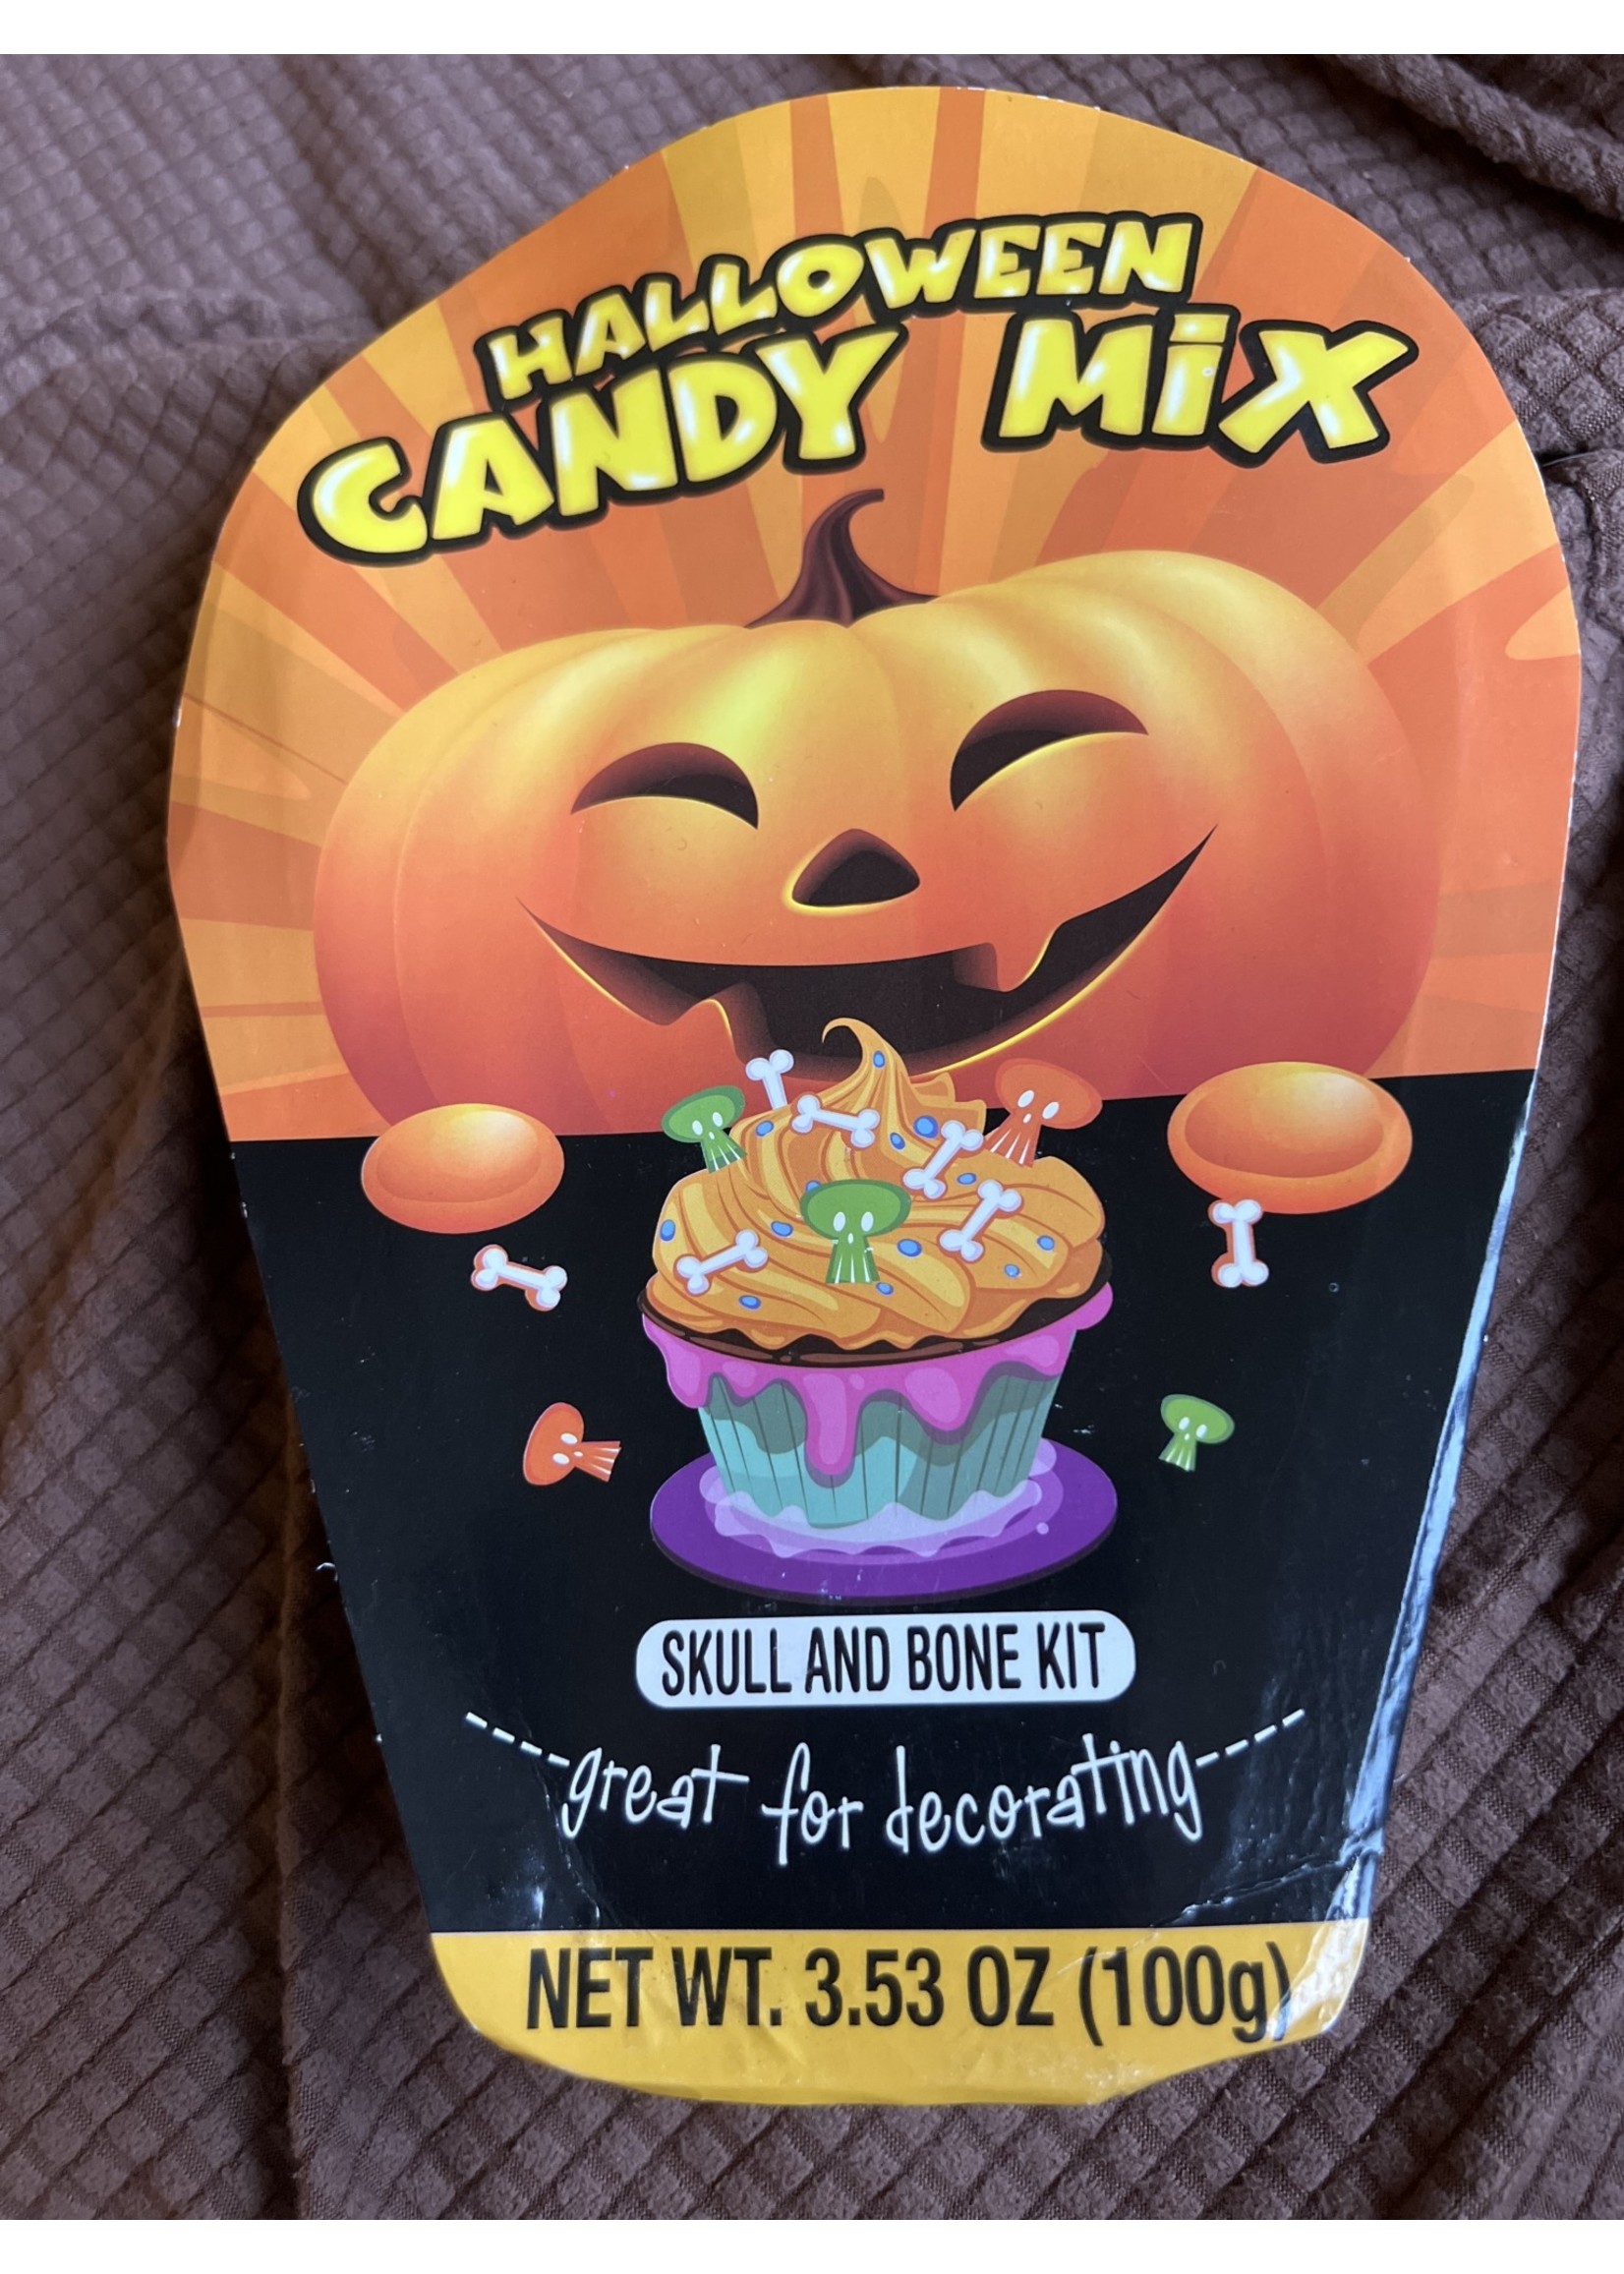 HALLOWEEN
CANDY MiX
SKULL AND BONE KIT
great for decorating
NET WT. 3.53 OZ (100g)